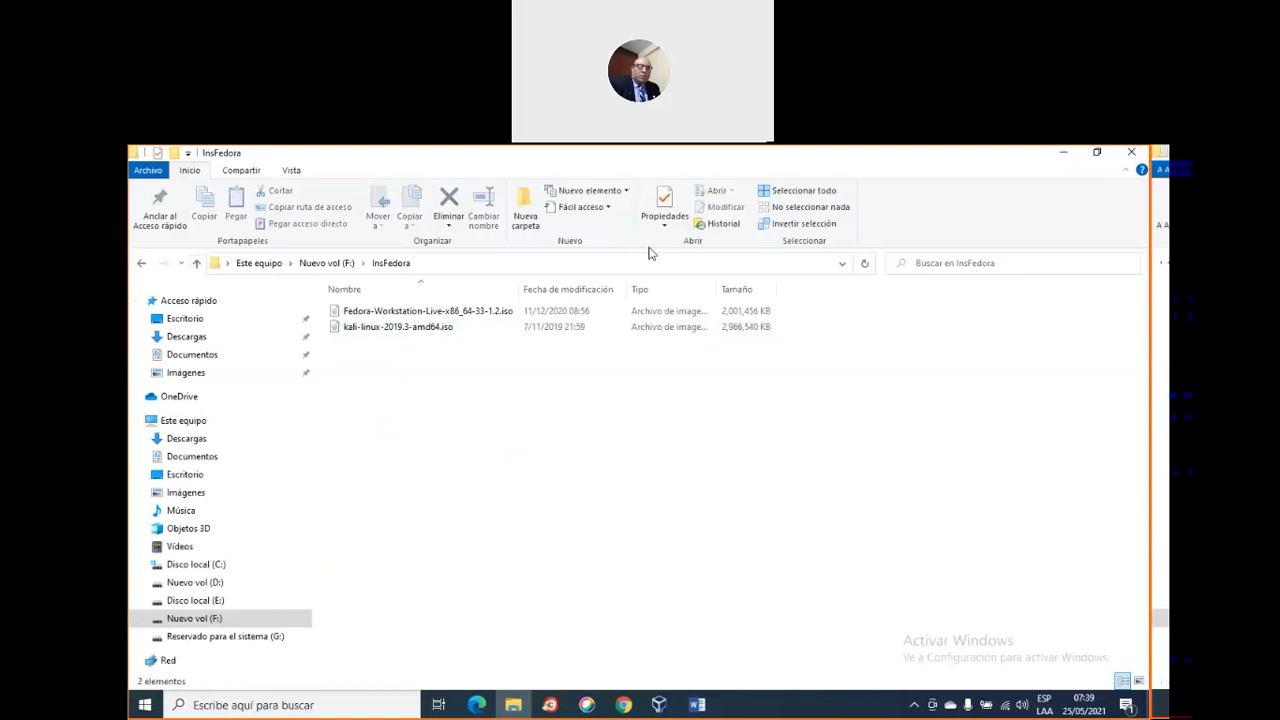 InsFedora
Archivo Inicio Compartir Vista
Anclar al Acceso rápido
Copiar
Pegar
Cortar
Copiar ruta de acceso
Pegar acceso directo
Portapapeles
Mover a
Copiar a
Eliminar
Cambiar nombre
Organizar
Nueva carpeta
Nuevo elemento
Fácil acceso
Nuevo
Propiedades
Abrir
Modificar
Historial
Abrir
Seleccionar todo
No seleccionar nada
Invertir selección
Seleccionar
Este equipo > Nuevo vol (F:) > InsFedora
Buscar en InsFedora
Nombre Fecha de modificación Tipo Tamaño
Fedora-Workstation-Live-x86_64-33-1.2.iso 11/12/2020 08:56 Archivo de image... 2,001,456 KB
kali-linux-2019.3-amd64.iso 7/11/2019 21:59 Archivo de image... 2,966,540 KB
Acceso rápido
Escritorio
Descargas
Documentos
Imágenes
OneDrive
Este equipo
Descargas
Documentos
Escritorio
Imágenes
Música
Objetos 3D
Vídeos
Disco local (C:)
Nuevo vol (D:)
Disco local (E:)
Nuevo vol (F:)
Reservado para el sistema (G:)
Red
Activar Windows
Ve a Configuración para activar Windows.
2 elementos
Escribe aquí para buscar
ESP
LAA
07:39
25/05/2021